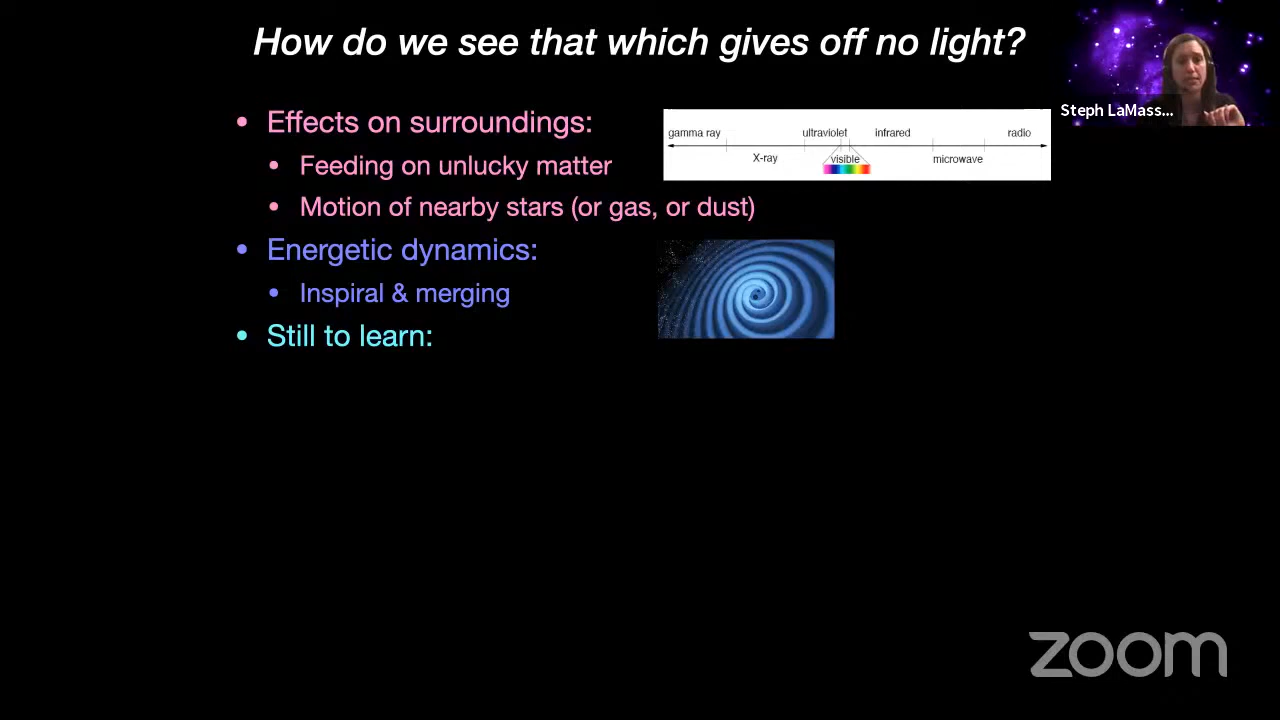 How do we see that which gives off no light?
Steph LaMass...
• Effects on surroundings:
• Feeding on unlucky matter
• Motion of nearby stars (or gas, or dust)
gamma ray ultraviolet infrared radio
X-ray visible microwave
• Energetic dynamics:
• Inspiral & merging
• Still to learn:
zoom